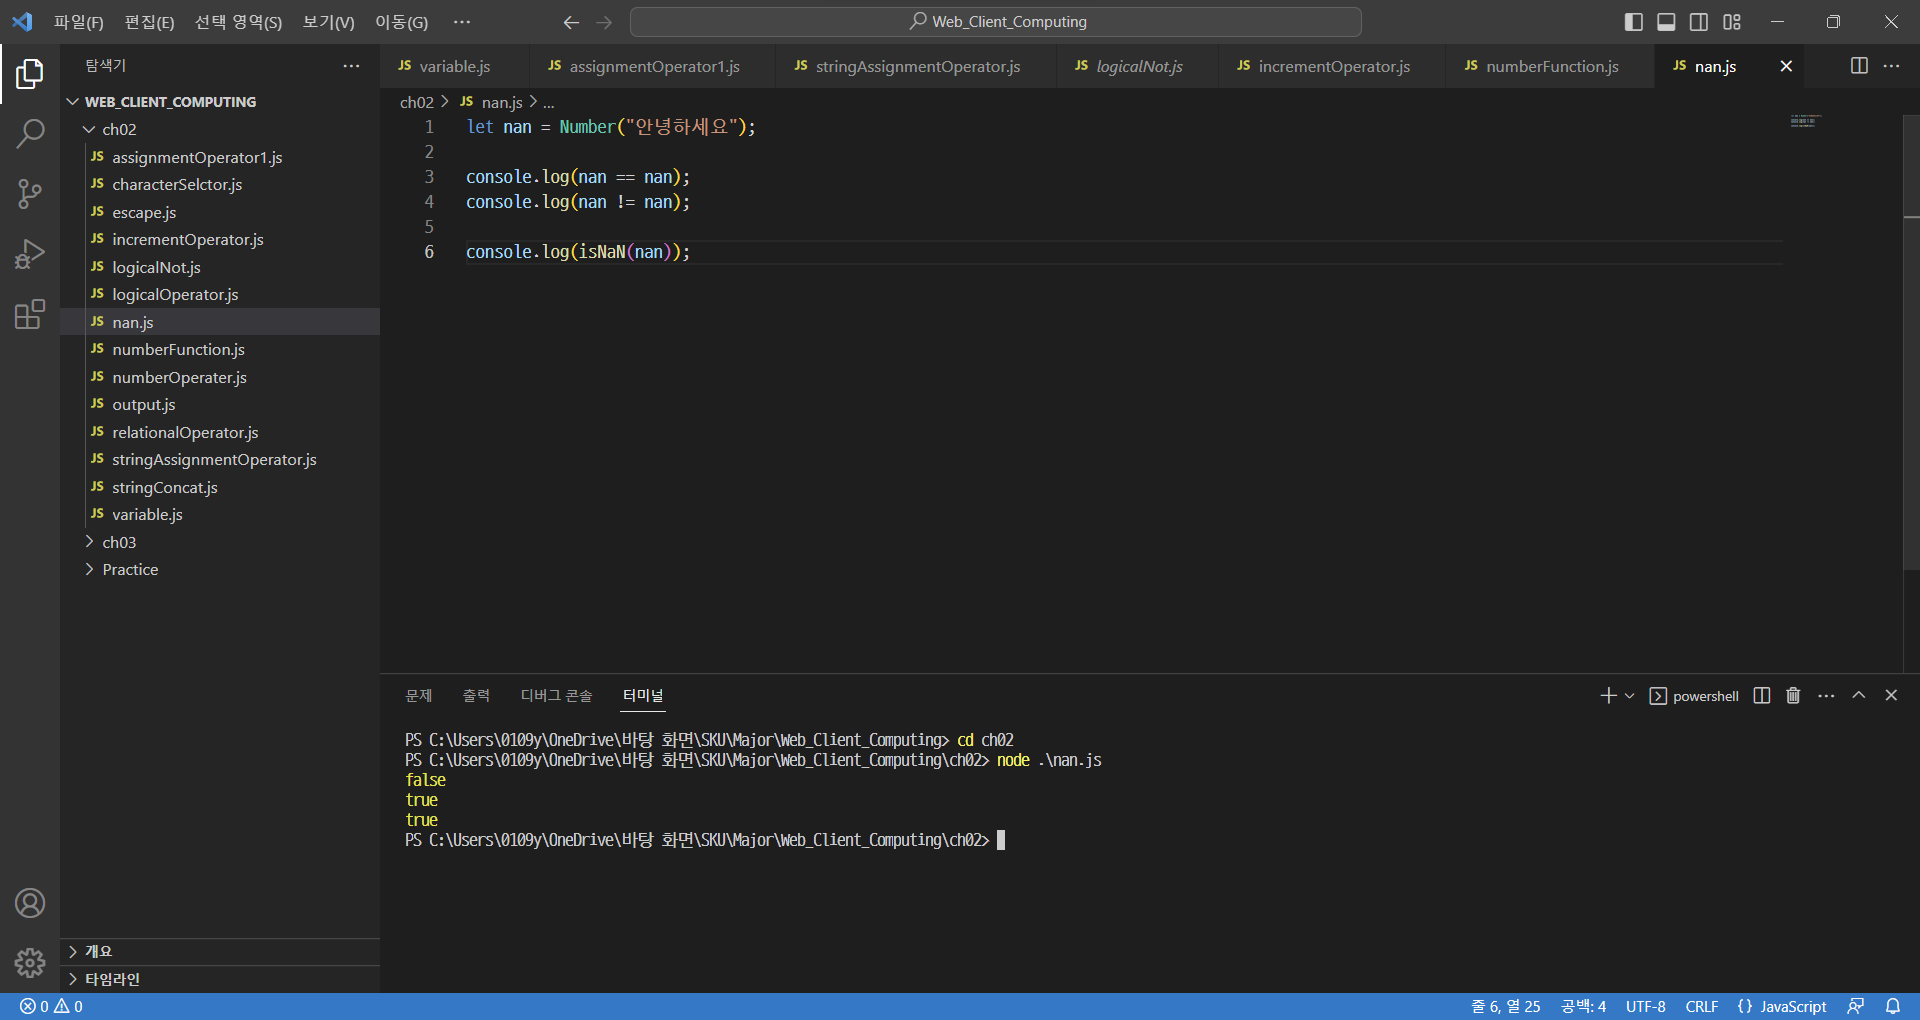 파일(F) 편집(E) 선택 영역(S) 보기(V) 이동(G) ··· Web_Client_Computing
탐색기 ···
WEB_CLIENT_COMPUTING
ch02
JS assignmentOperator1.js
JS characterSelctor.js
JS escape.js
JS incrementOperator.js
JS logicalNot.js
JS logicalOperator.js
JS nan.js
JS numberFunction.js
JS numberOperater.js
JS output.js
JS relationalOperator.js
JS stringAssignmentOperator.js
JS stringConcat.js
JS variable.js
ch03
Practice
개요
타임라인
JS variable.js JS assignmentOperator1.js JS stringAssignmentOperator.js JS logicalNot.js JS incrementOperator.js JS numberFunction.js JS nan.js
ch02 > JS nan.js > ...
1 let nan = Number("안녕하세요");
2
3 console.log(nan == nan);
4 console.log(nan != nan);
5
6 console.log(isNaN(nan));
문제 출력 디버그 콘솔 터미널 powershell
PS C:\Users\0109y\OneDrive\바탕 화면\SKU\Major\Web_Client_Computing> cd ch02
PS C:\Users\0109y\OneDrive\바탕 화면\SKU\Major\Web_Client_Computing\ch02> node .\nan.js
false
true
true
PS C:\Users\0109y\OneDrive\바탕 화면\SKU\Major\Web_Client_Computing\ch02>
0 0 줄 6, 열 25 공백: 4 UTF-8 CRLF {} JavaScript